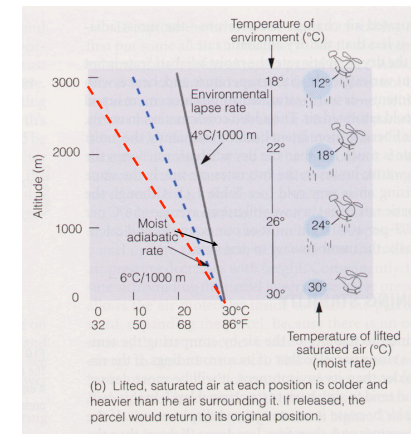 Temperature of
environment (°C)
3000
18°
12°
Environmental
lapse rate
4°C/1000 m
2000
22°
18°
Altitude (m)
1000
26°
24°
Moist
adiabatic
rate
6°C/1000 m
0
30°
30°
0 10 20 30°C
32 50 68 86°F
Temperature of lifted
saturated air (°C)
(moist rate)
(b) Lifted, saturated air at each position is colder and
heavier than the air surrounding it. If released, the
parcel would return to its original position.